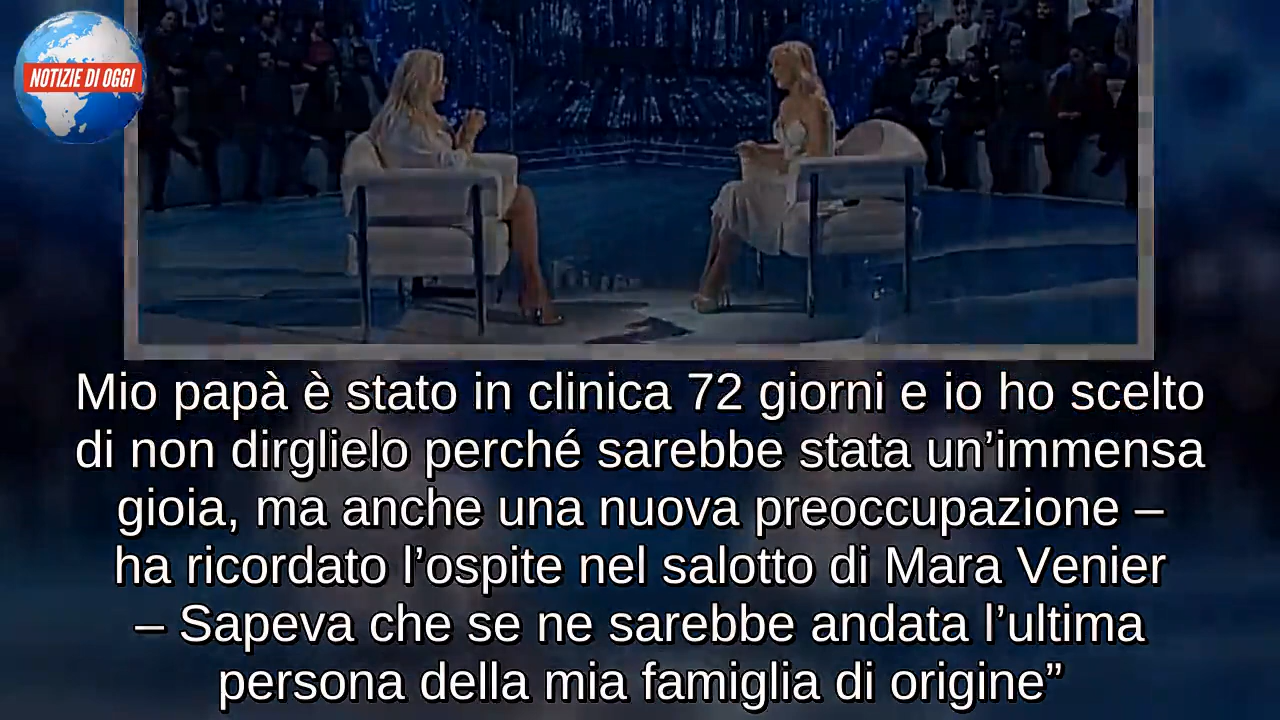 NOTIZIE DI OGGI
Mio papà è stato in clinica 72 giorni e io ho scelto
di non dirglielo perché sarebbe stata un’immensa
gioia, ma anche una nuova preoccupazione –
ha ricordato l’ospite nel salotto di Mara Venier
– Sapeva che se ne sarebbe andata l’ultima
persona della mia famiglia di origine”